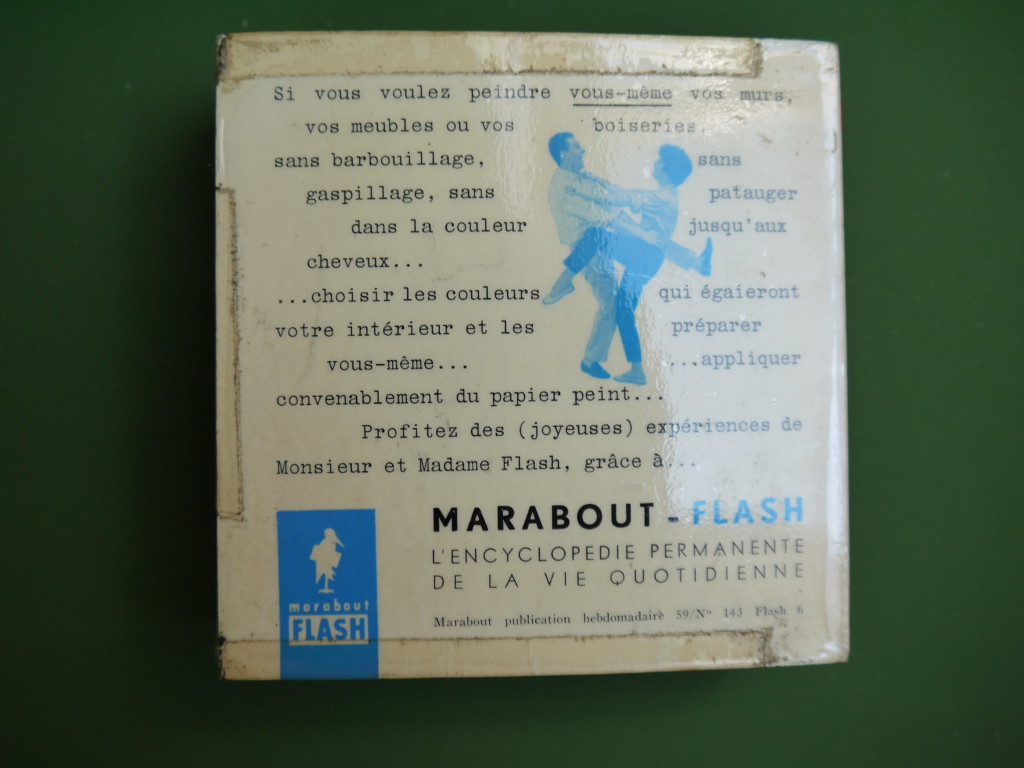 Si vous voulez peindre vous-même vos murs,
vos meubles ou vos boiseries,
sans barbouillage, sans
gaspillage, sans patauger
dans la couleur jusqu'aux
cheveux...
...choisir les couleurs qui égaieront
votre intérieur et les préparer
vous-même... ...appliquer
convenablement du papier peint...
Profitez des (joyeuses) expériences de
Monsieur et Madame Flash, grâce à...
MARABOUT - FLASH
L'ENCYCLOPEDIE PERMANENTE
DE LA VIE QUOTIDIENNE
Marabout publication hebdomadaire 59/N° 143 Flash 6
marabout
FLASH